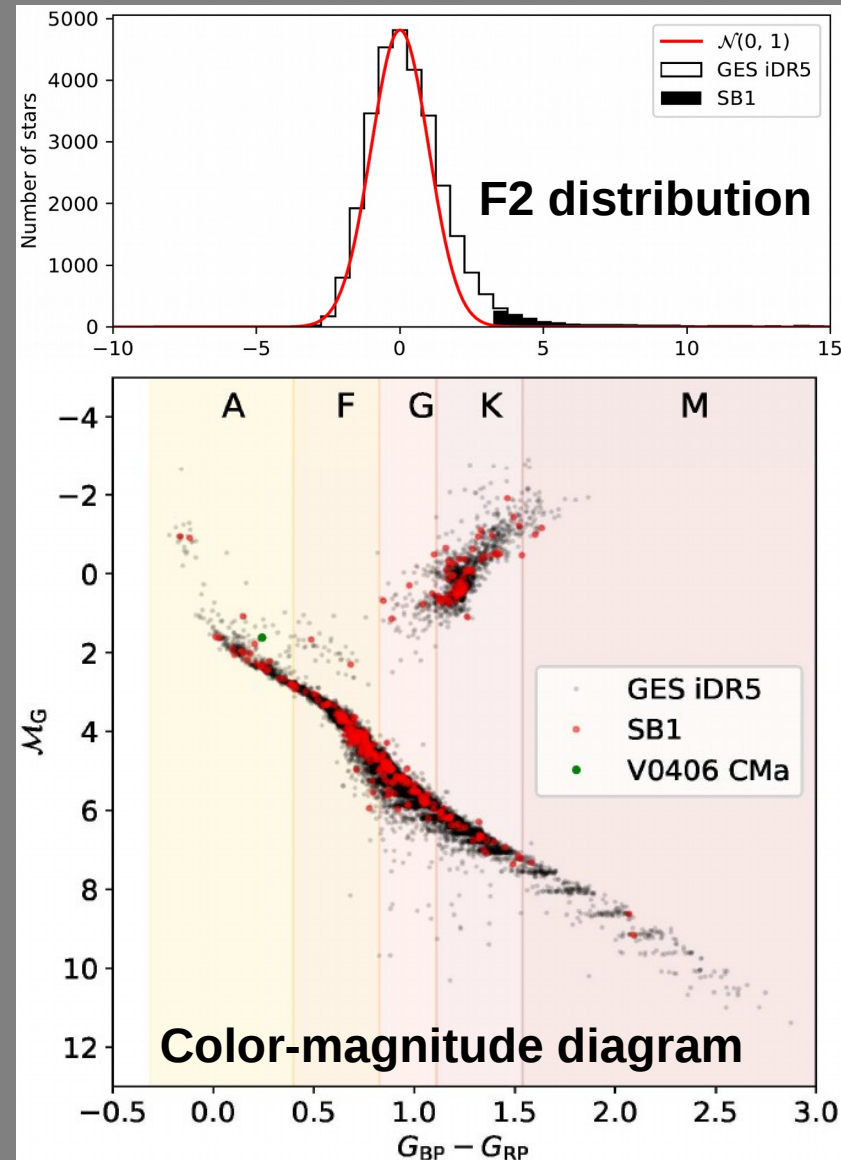 5000
4000
3000
2000
1000
0
Number of stars
𝒩(0, 1)
GES iDR5
SB1
F2 distribution
−10 −5 0 5 10 15
A F G K M
−4
−2
0
2
4
6
8
10
12
ℳG
GES iDR5
SB1
V0406 CMa
Color-magnitude diagram
−0.5 0.0 0.5 1.0 1.5 2.0 2.5 3.0
GBP − GRP